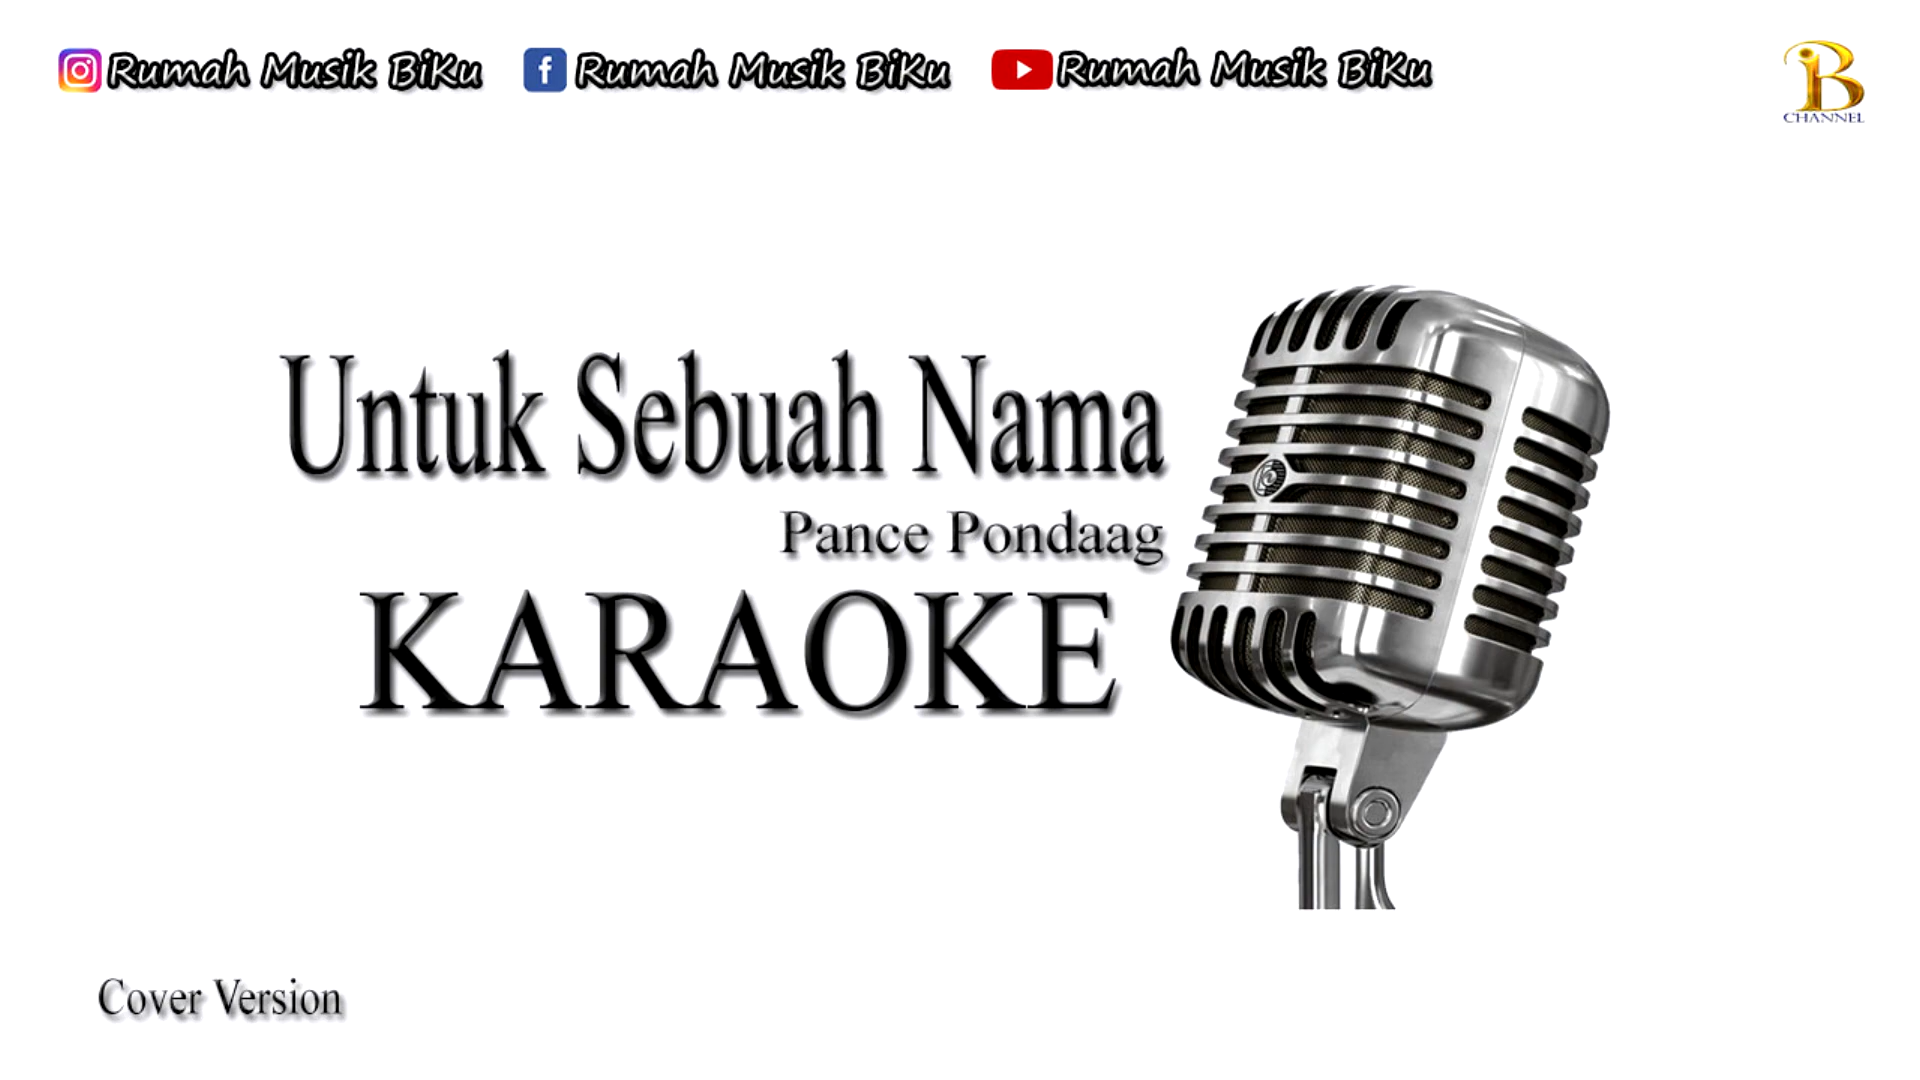 Rumah Musik BiKu Rumah Musik BiKu Rumah Musik BiKu
B
CHANNEL
Untuk Sebuah Nama
Pance Pondaag
KARAOKE
Cover Version